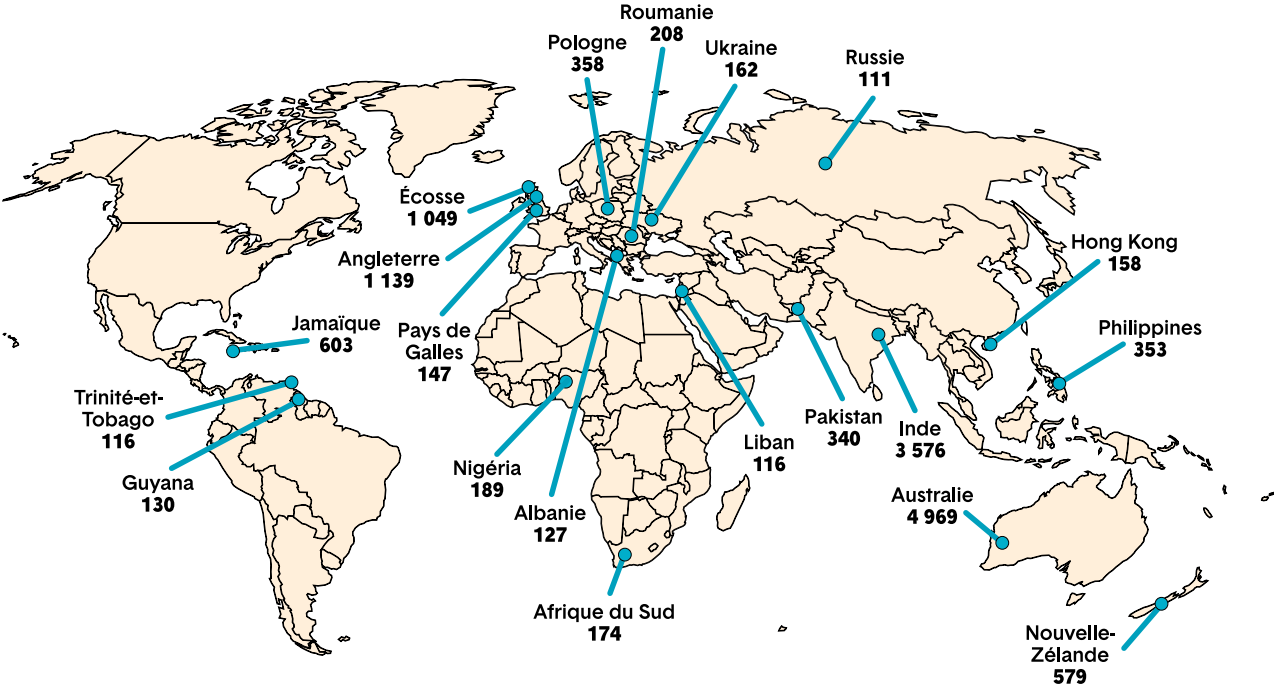 Roumanie
208
Pologne
358
Ukraine
162
Russie
111
Écosse
1 049
Angleterre
1 139
Pays de
Galles
147
Hong Kong
158
Philippines
353
Jamaïque
603
Trinité-et-
Tobago
116
Guyana
130
Nigéria
189
Albanie
127
Liban
116
Pakistan
340
Inde
3 576
Australie
4 969
Afrique du Sud
174
Nouvelle-
Zélande
579